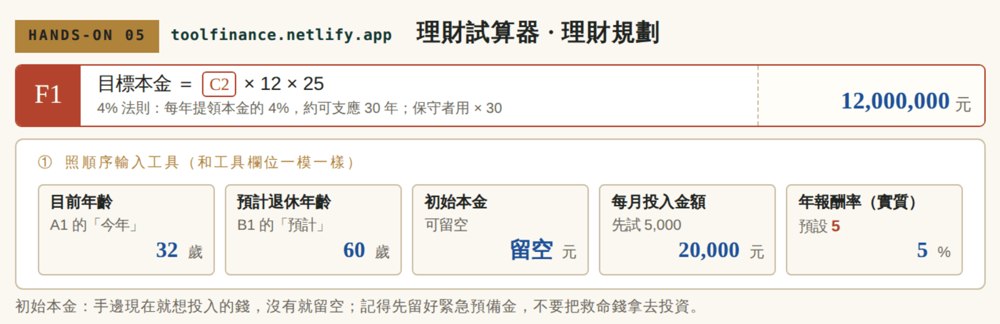 HANDS-ON 05 toolfinance.netlify.app 理財試算器 · 理財規劃
F1
目標本金 = C2 × 12 × 25
4% 法則：每年提領本金的 4%，約可支應 30 年；保守者用 × 30
12,000,000 元
① 照順序輸入工具（和工具欄位一模一樣）
目前年齡
A1 的「今年」
32 歲
預計退休年齡
B1 的「預計」
60 歲
初始本金
可留空
留空 元
每月投入金額
先試 5,000
20,000 元
年報酬率（實質）
預設 5
5 %
初始本金：手邊現在就想投入的錢，沒有就留空；記得先留好緊急預備金，不要把救命錢拿去投資。